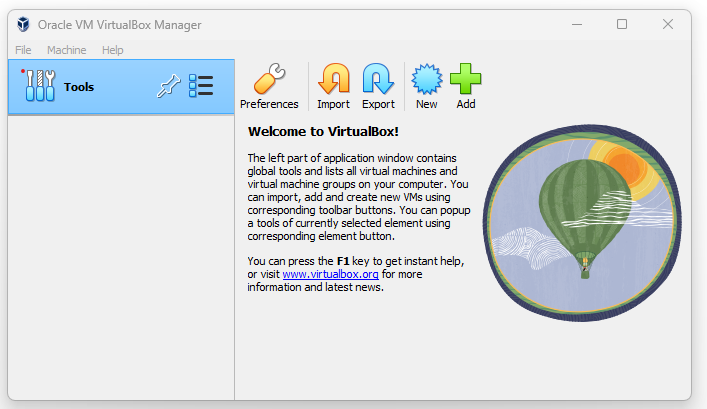 Oracle VM VirtualBox Manager
File Machine Help
Tools
Preferences Import Export New Add
Welcome to VirtualBox!
The left part of application window contains
global tools and lists all virtual machines and
virtual machine groups on your computer. You
can import, add and create new VMs using
corresponding toolbar buttons. You can popup
a tools of currently selected element using
corresponding element button.
You can press the F1 key to get instant help,
or visit www.virtualbox.org for more
information and latest news.